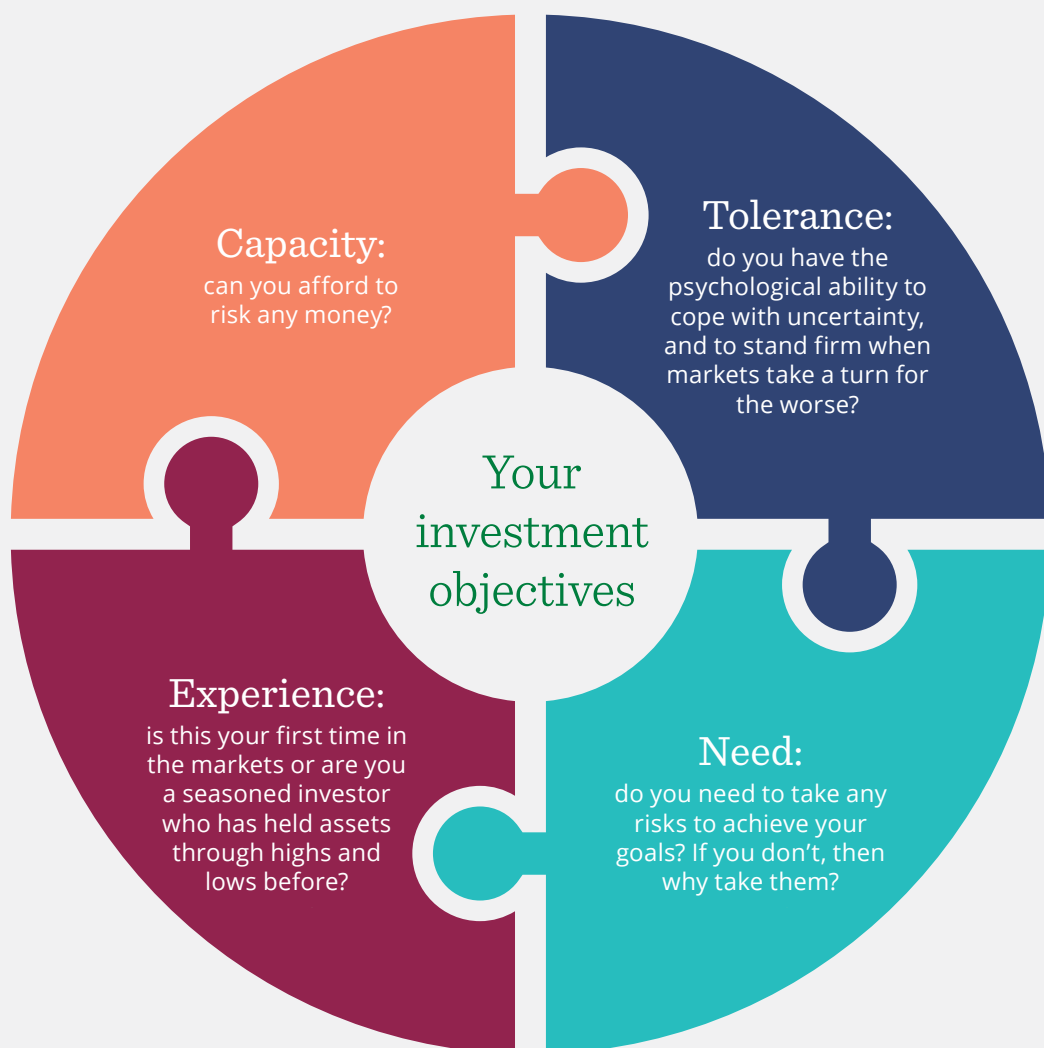 Capacity:
can you afford to
risk any money?
Tolerance:
do you have the
psychological ability to
cope with uncertainty,
and to stand firm when
markets take a turn for
the worse?
Your
investment
objectives
Experience:
is this your first time in
the markets or are you
a seasoned investor
who has held assets
through highs and
lows before?
Need:
do you need to take any
risks to achieve your
goals? If you don’t, then
why take them?